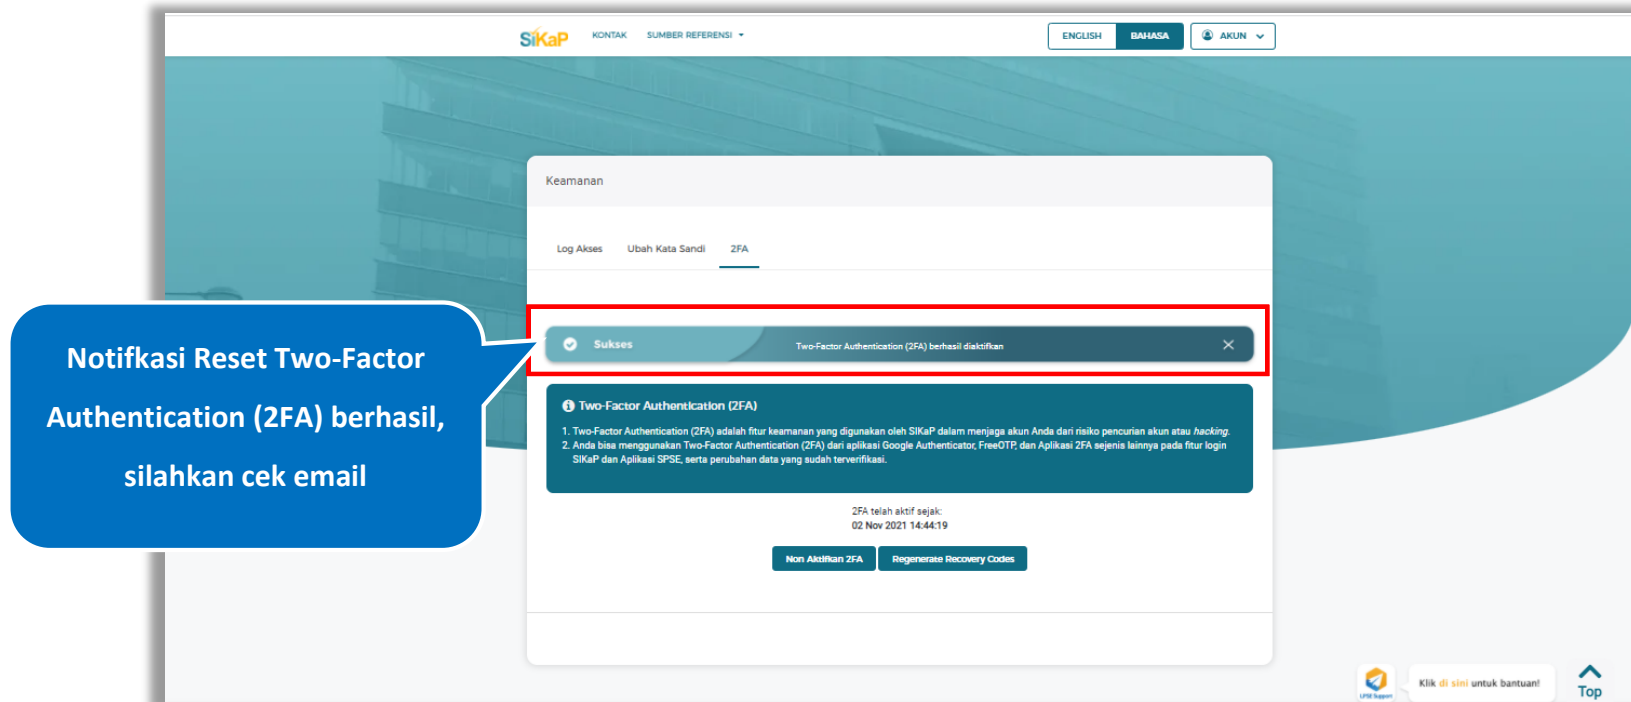 SiKaP
KONTAK
SUMBER REFERENSI
ENGLISH
BAHASA
AKUN
Keamanan
Log Akses
Ubah Kata Sandi
2FA
Notifkasi Reset Two-Factor
Authentication (2FA) berhasil,
silahkan cek email
Sukses
Two-Factor Authentication (2FA) berhasil diaktifkan
Two-Factor Authentication (2FA)
1. Two-Factor Authentication (2FA) adalah fitur keamanan yang digunakan oleh SIKaP dalam menjaga akun Anda dari risiko pencurian akun atau hacking.
2. Anda bisa menggunakan Two-Factor Authentication (2FA) dari aplikasi Google Authenticator, FreeOTP, dan Aplikasi 2FA sejenis lainnya pada fitur login
SIKaP dan Aplikasi SPSE, serta perubahan data yang sudah terverifikasi.
2FA telah aktif sejak:
02 Nov 2021 14:44:19
Non Aktifkan 2FA
Regenerate Recovery Codes
LPSE Support
Klik di sini untuk bantuan!
Top